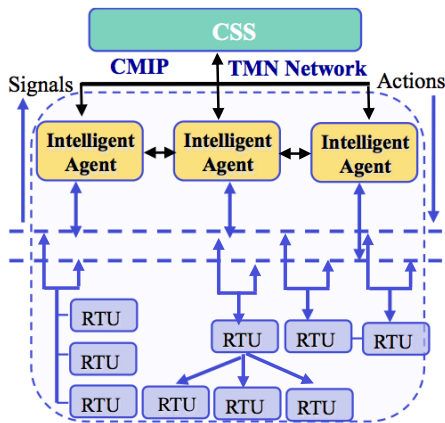 CSS
CMIP TMN Network
Signals Actions
Intelligent
Agent
Intelligent
Agent
Intelligent
Agent
RTU
RTU
RTU
RTU
RTU
RTU
RTU
RTU
RTU